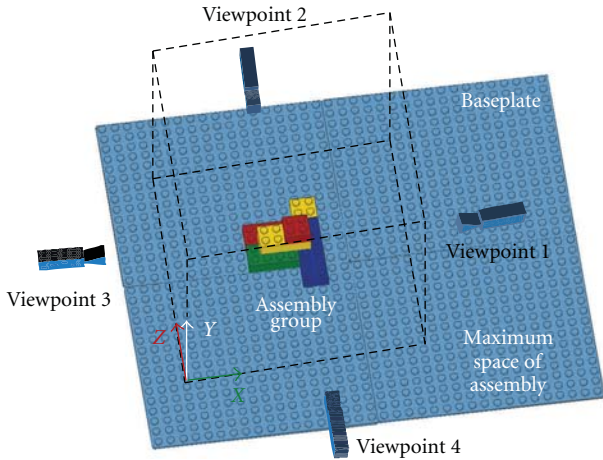 Viewpoint 2
Baseplate
Viewpoint 1
Viewpoint 3
Assembly
group
Z
Y
X
Maximum
space of
assembly
Viewpoint 4